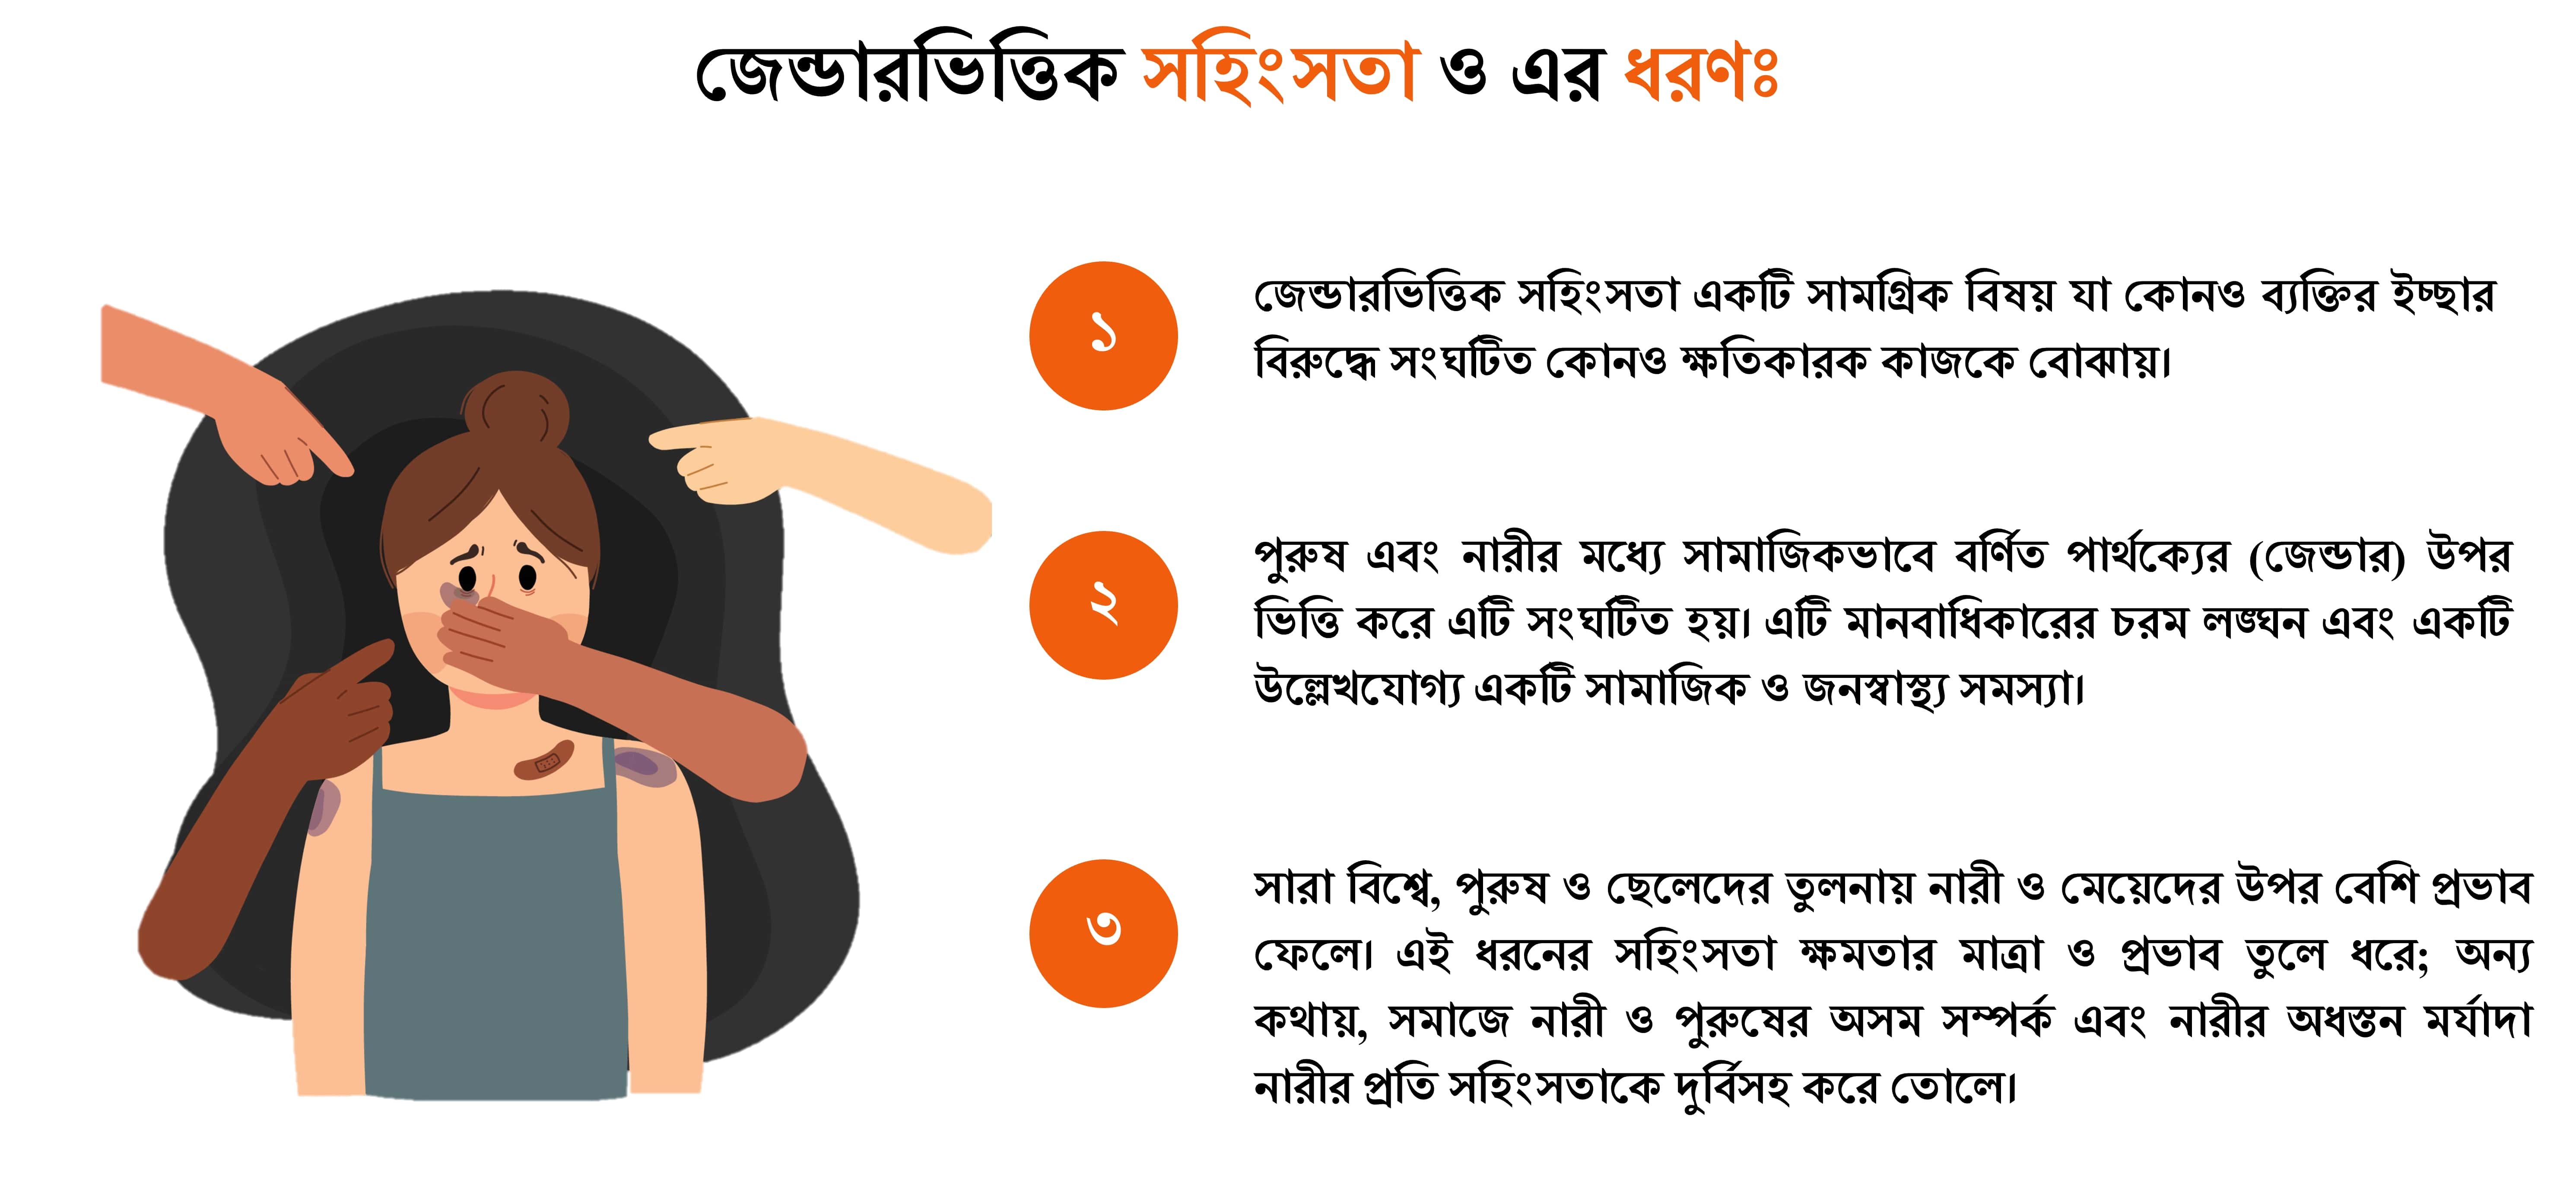 জেন্ডারভিত্তিক সহিংসতা ও এর ধরণঃ
১
জেন্ডারভিত্তিক সহিংসতা একটি সামগ্রিক বিষয় যা কোনও ব্যক্তির ইচ্ছার
বিরুদ্ধে সংঘটিত কোনও ক্ষতিকারক কাজকে বোঝায়।
২
পুরুষ এবং নারীর মধ্যে সামাজিকভাবে বর্ণিত পার্থক্যের (জেন্ডার) উপর
ভিত্তি করে এটি সংঘটিত হয়। এটি মানবাধিকারের চরম লঙ্ঘন এবং একটি
উল্লেখযোগ্য একটি সামাজিক ও জনস্বাস্থ্য সমস্যা।
৩
সারা বিশ্বে, পুরুষ ও ছেলেদের তুলনায় নারী ও মেয়েদের উপর বেশি প্রভাব
ফেলে। এই ধরনের সহিংসতা ক্ষমতার মাত্রা ও প্রভাব তুলে ধরে; অন্য
কথায়, সমাজে নারী ও পুরুষের অসম সম্পর্ক এবং নারীর অধস্তন মর্যাদা
নারীর প্রতি সহিংসতাকে দুর্বিসহ করে তোলে।